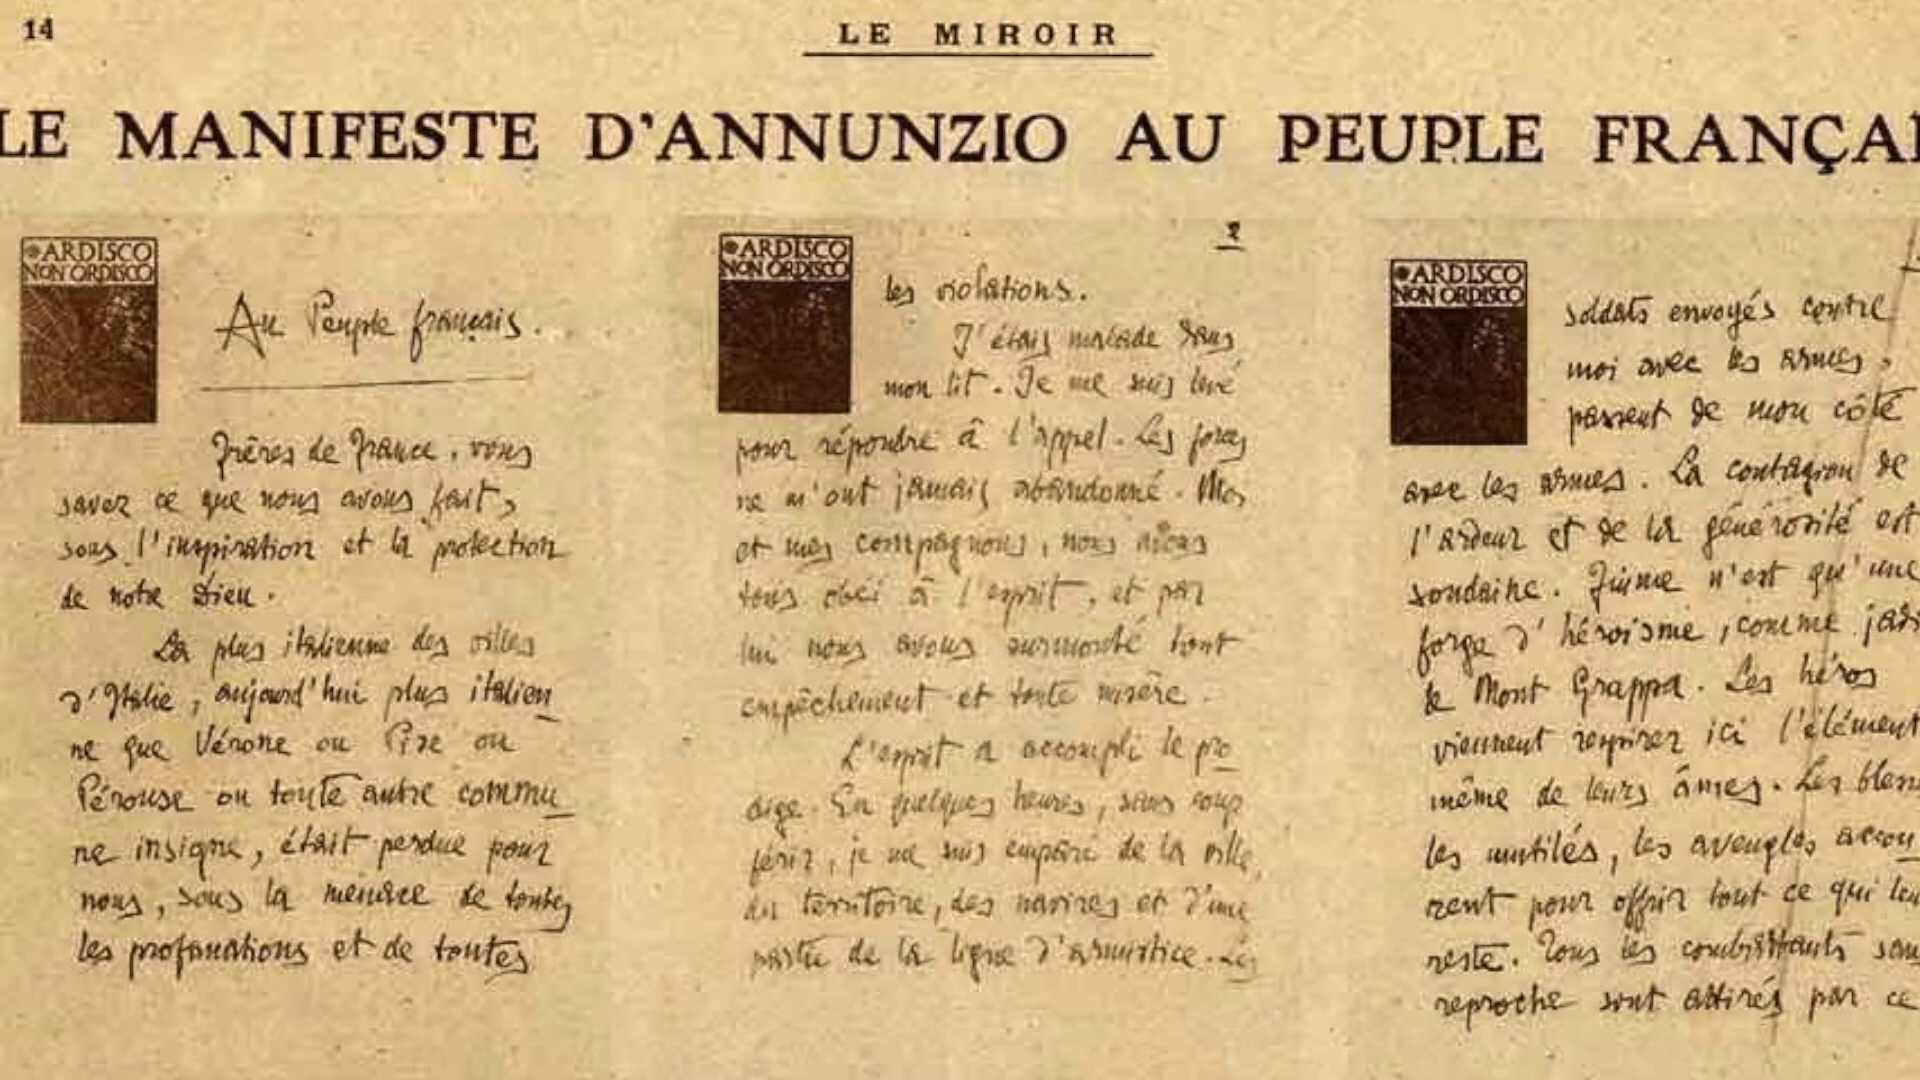 14
LE MIROIR
LE MANIFESTE D'ANNUNZIO AU PEUPLE FRANÇAI
ARDISCO
NON ORDISCO
Au Peuple français.
Frères de France, vous
savez ce que nous avons fait,
sous l'inspiration et la protection
de notre Dieu.
La plus italienne des villes
d'Italie, aujourd'hui plus italien
ne que Vérone ou Pise ou
Pérouse ou toute autre commu
ne insigne, était perdue pour
nous, sous la menace de toutes
les profanations et de toutes
2
ARDISCO
NON ORDISCO
les violations.
J'étais malade dans
mon lit. Je me suis levé
pour répondre à l'appel. Les forces
ne m'ont jamais abandonné. Moi
et mes compagnons, nous avons
tous obéi à l'esprit, et par
lui nous avons surmonté tout
empêchement et toute misère.
L'esprit a accompli le pro
dige. En quelques heures, sans coup
férir, je me suis emparé de la ville,
du territoire, des navires et d'une
partie de la ligne d'armistice. Les
ARDISCO
NON ORDISCO
soldats envoyés contre
moi avec les armes,
passent de mon côté
avec les armes. La contagion de
l'ardeur et de la générosité est
soudaine. Fiume n'est qu'une
forge d'héroïsme, comme jadi
le Mont Grappa. Les héros
viennent respirer ici l'élément
même de leurs âmes. Les bless
les mutilés, les aveugles accou
rent pour offrir tout ce qui leu
reste. Tous les combattants san
reproche sont attirés par ce